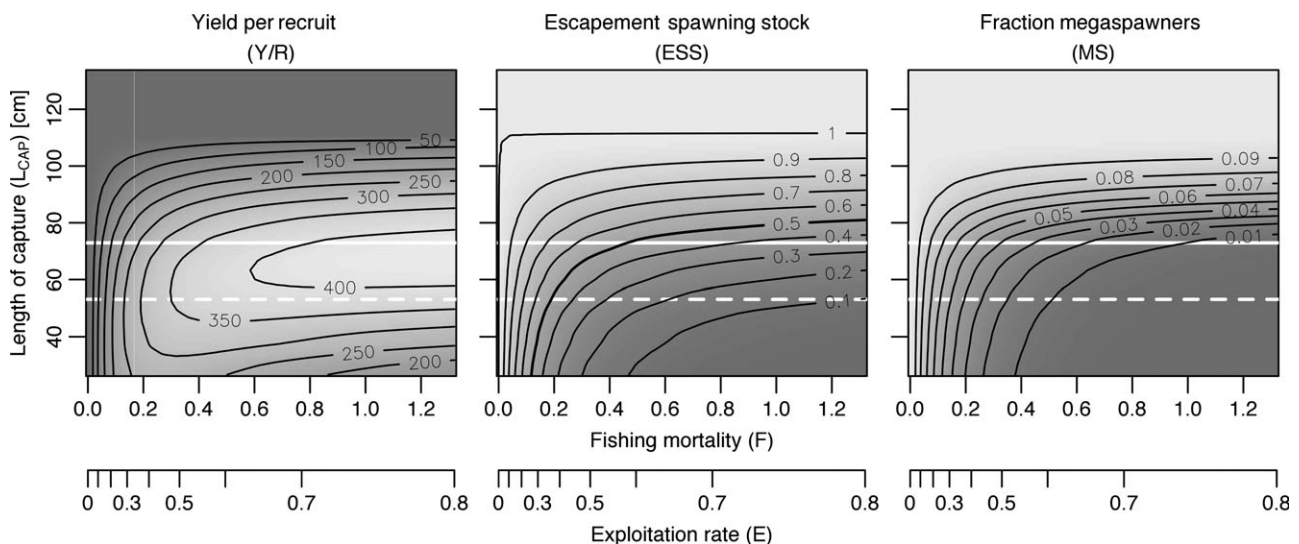 Yield per recruit
(Y/R)
Escapement spawning stock
(ESS)
Fraction megaspawners
(MS)
Length of capture (LCAP) [cm]
120
100
80
60
40
50
100
150
200
250
300
400
350
250
200
1
0.9
0.8
0.7
0.6
0.5
0.4
0.3
0.2
0.1
0.09
0.08
0.07
0.06
0.05
0.04
0.03
0.02
0.01
0.0 0.2 0.4 0.6 0.8 1.0 1.2
0.0 0.2 0.4 0.6 0.8 1.0 1.2
0.0 0.2 0.4 0.6 0.8 1.0 1.2
Fishing mortality (F)
0 0.3 0.5 0.7 0.8
0 0.3 0.5 0.7 0.8
0 0.3 0.5 0.7 0.8
Exploitation rate (E)